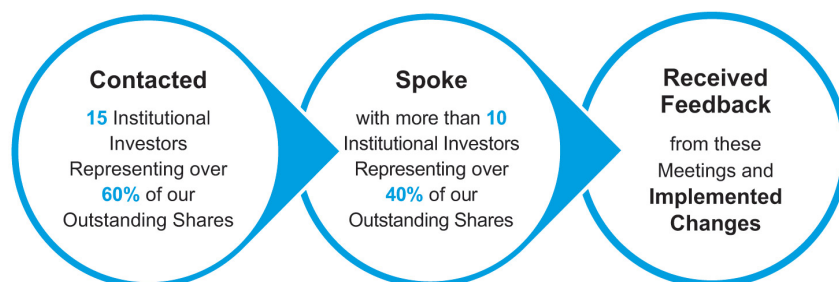 Contacted
15 Institutional
Investors
Representing over
60% of our
Outstanding Shares
Spoke
with more than 10
Institutional Investors
Representing over
40% of our
Outstanding Shares
Received
Feedback
from these
Meetings and
Implemented
Changes